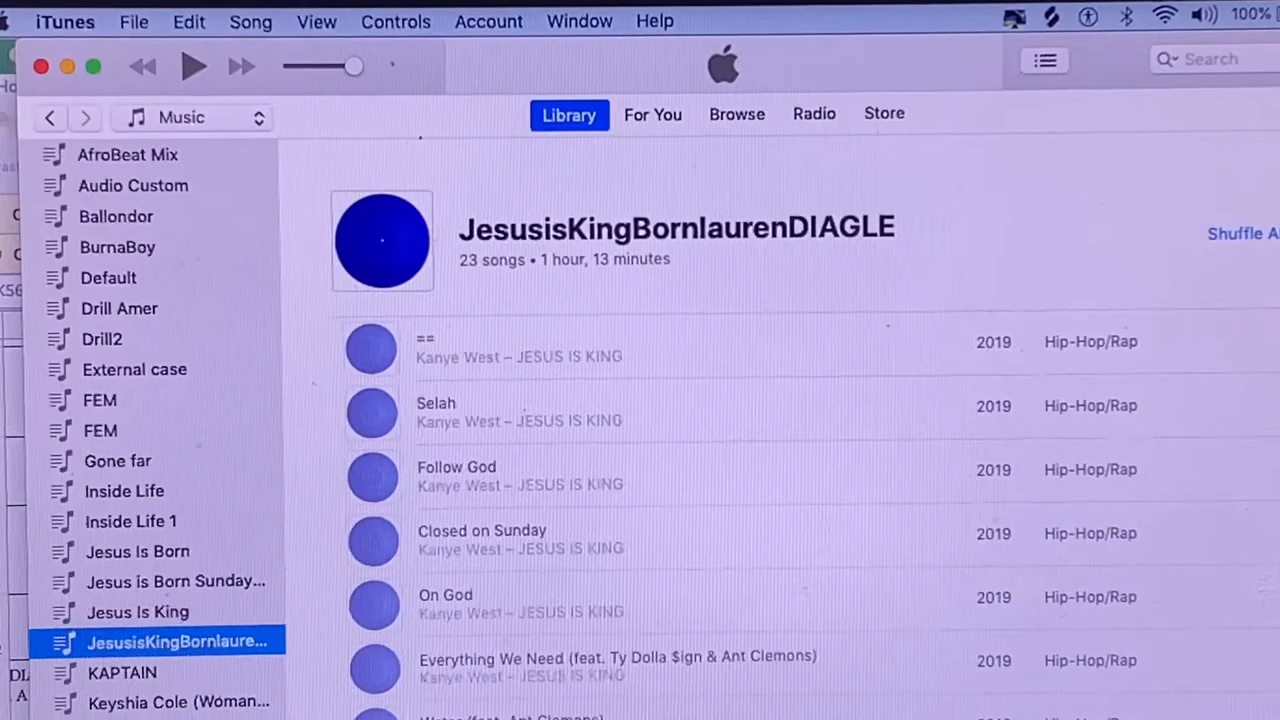 iTunes File Edit Song View Controls Account Window Help 100%
Search
Music Library For You Browse Radio Store
AfroBeat Mix
Audio Custom
Ballondor
BurnaBoy
Default
Drill Amer
Drill2
External case
FEM
FEM
Gone far
Inside Life
Inside Life 1
Jesus Is Born
Jesus is Born Sunday...
Jesus Is King
JesusisKingBornlaure...
KAPTAIN
Keyshia Cole (Woman...
JesusisKingBornlaurenDIAGLE
23 songs • 1 hour, 13 minutes
Shuffle A
== 2019 Hip-Hop/Rap
Kanye West – JESUS IS KING
Selah 2019 Hip-Hop/Rap
Kanye West – JESUS IS KING
Follow God 2019 Hip-Hop/Rap
Kanye West – JESUS IS KING
Closed on Sunday 2019 Hip-Hop/Rap
Kanye West – JESUS IS KING
On God 2019 Hip-Hop/Rap
Kanye West – JESUS IS KING
Everything We Need (feat. Ty Dolla $ign & Ant Clemons) 2019 Hip-Hop/Rap
Kanye West – JESUS IS KING